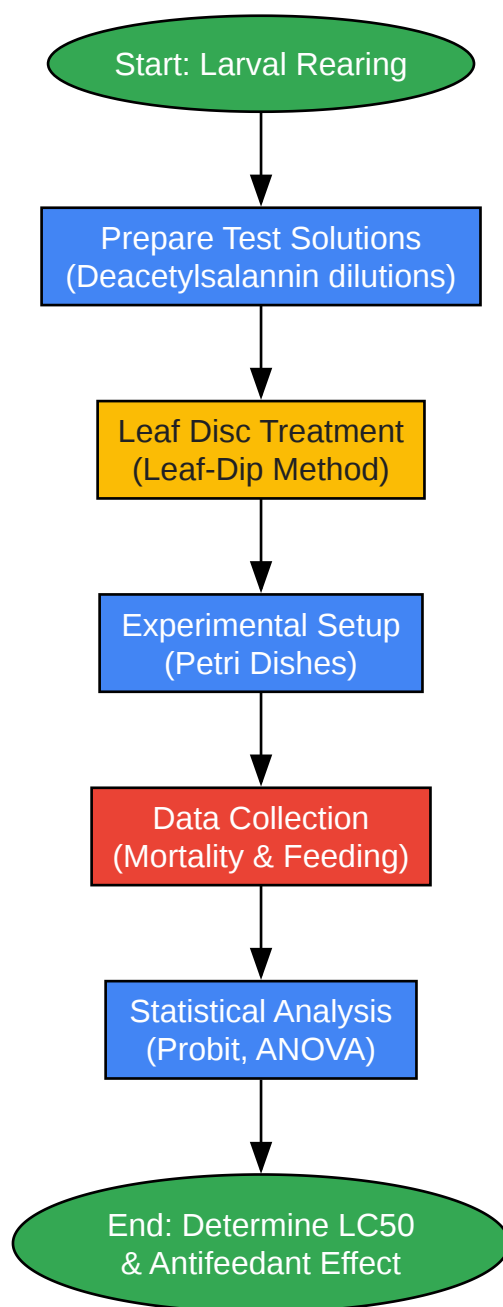 Start: Larval Rearing
Prepare Test Solutions
(Deacetylsalannin dilutions)
Leaf Disc Treatment
(Leaf-Dip Method)
Experimental Setup
(Petri Dishes)
Data Collection
(Mortality & Feeding)
Statistical Analysis
(Probit, ANOVA)
End: Determine LC50
& Antifeedant Effect